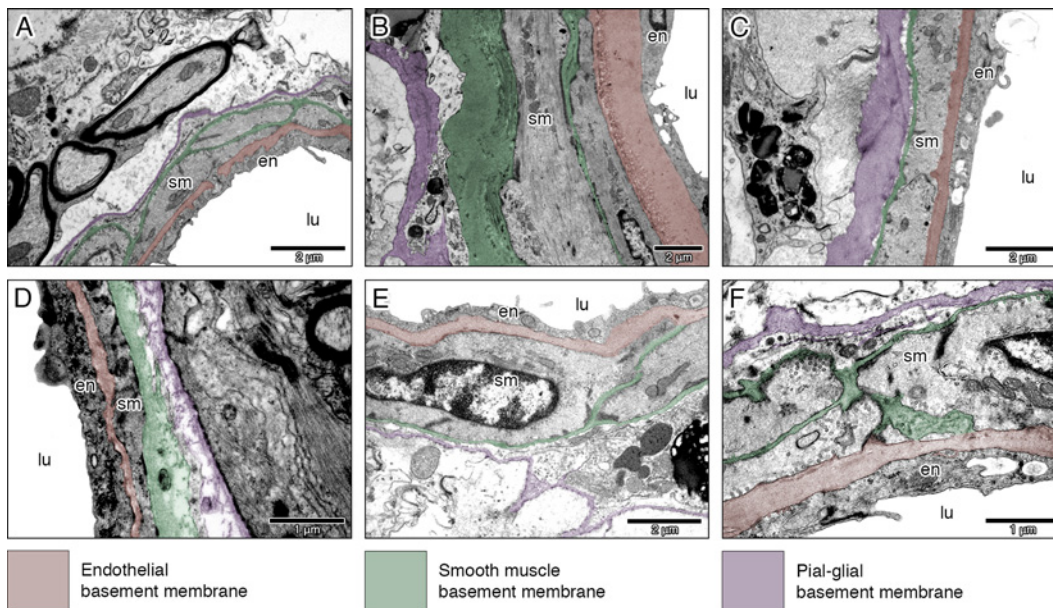 A
sm
en
lu
2 µm
B
en
lu
sm
2 µm
C
en
sm
lu
2 µm
D
en
sm
lu
1 µm
E
lu
en
sm
2 µm
F
sm
en
lu
1 µm
Endothelial
basement membrane
Smooth muscle
basement membrane
Pial-glial
basement membrane